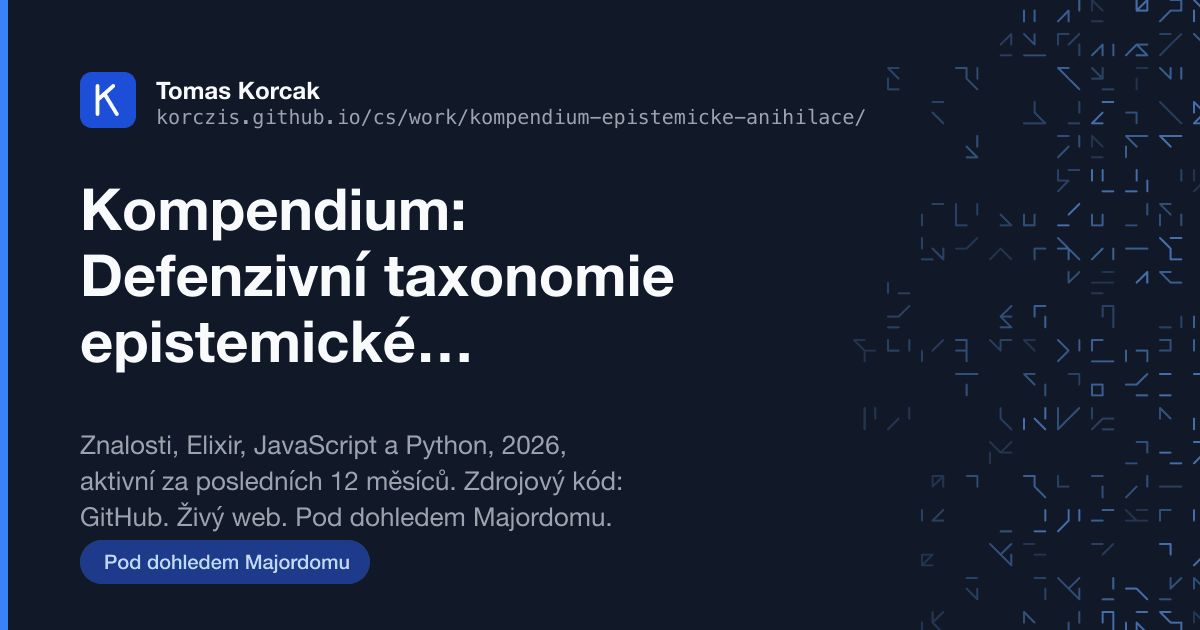 K
Tomas Korcak
korczis.github.io/cs/work/kompendium-epistemicke-anihilace/
Kompendium:
Defenzivní taxonomie
epistemické…
Znalosti, Elixir, JavaScript a Python, 2026,
aktivní za posledních 12 měsíců. Zdrojový kód:
GitHub. Živý web. Pod dohledem Majordomu.
Pod dohledem Majordomu